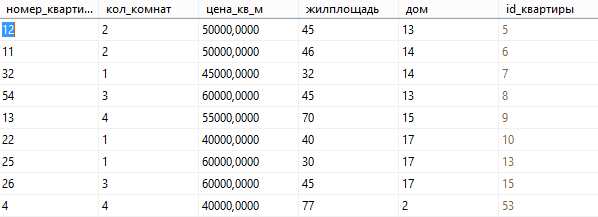 номер_кварти... кол_комнат цена_кв_м жилплощадь дом id_квартиры
12 2 50000,0000 45 13 5
11 2 50000,0000 46 14 6
32 1 45000,0000 32 14 7
54 3 60000,0000 45 13 8
13 4 55000,0000 70 15 9
22 1 40000,0000 40 17 10
25 1 60000,0000 30 17 13
26 3 60000,0000 45 17 15
4 4 40000,0000 77 2 53